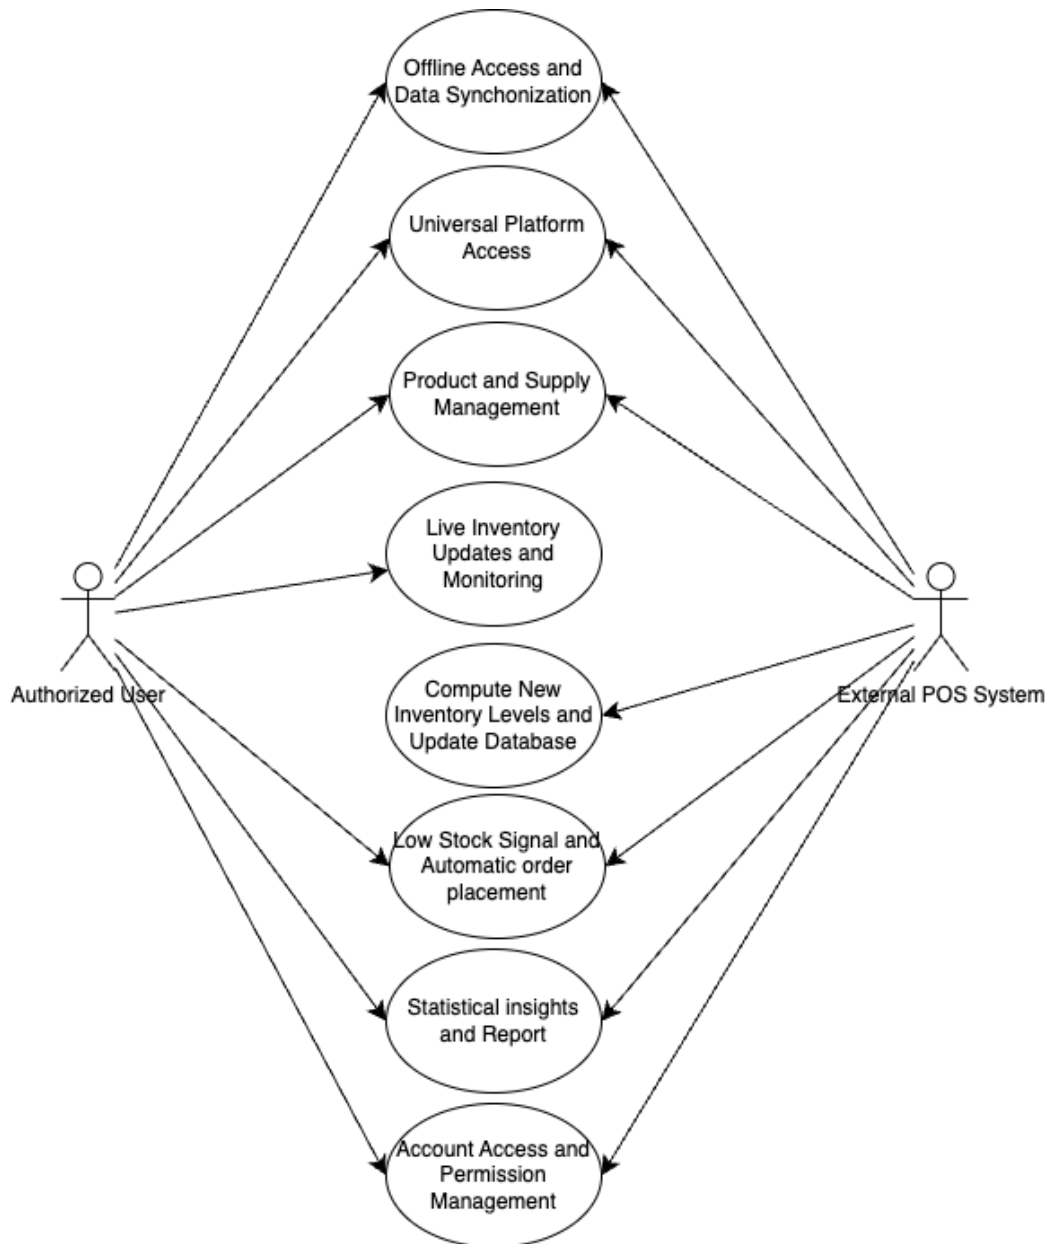 Offline Access and
Data Synchonization
Universal Platform
Access
Product and Supply
Management
Live Inventory
Updates and
Monitoring
Authorized User
External POS System
Compute New
Inventory Levels and
Update Database
Low Stock Signal and
Automatic order
placement
Statistical insights
and Report
Account Access and
Permission
Management